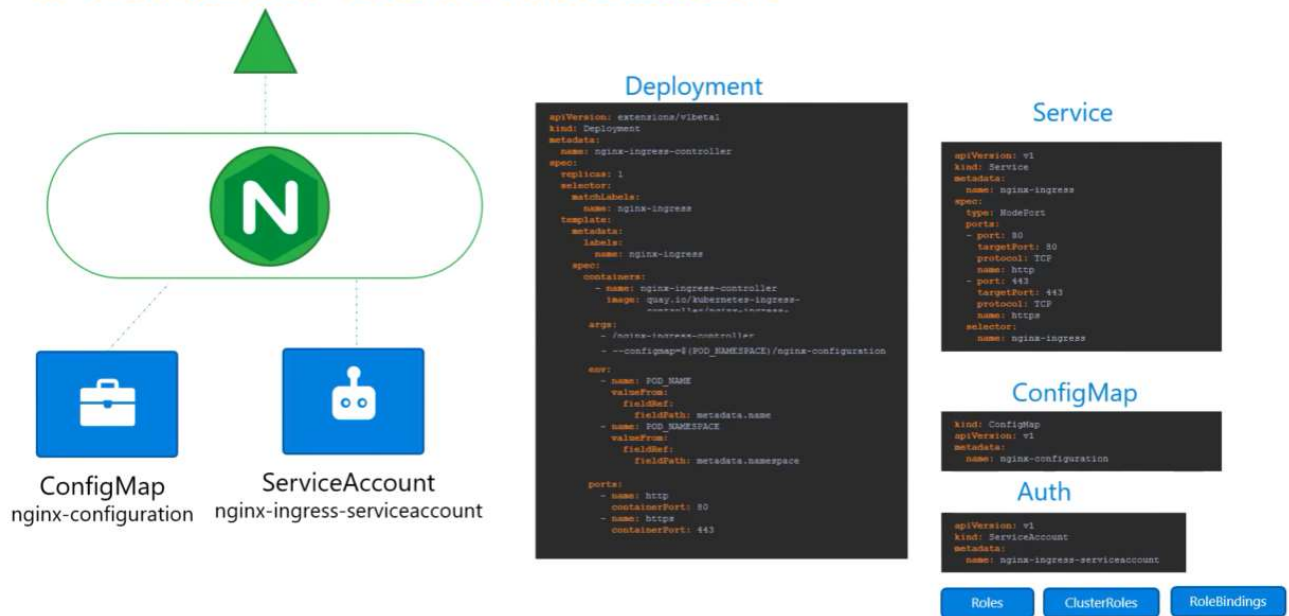 N
ConfigMap
nginx-configuration
ServiceAccount
nginx-ingress-serviceaccount
Deployment
apiVersion: extensions/v1beta1
kind: Deployment
metadata:
name: nginx-ingress-controller
spec:
replicas: 1
selector:
matchLabels:
name: nginx-ingress
template:
metadata:
labels:
name: nginx-ingress
spec:
containers:
- name: nginx-ingress-controller
image: quay.io/kubernetes-ingress-
controller/nginx-ingress-
args:
- /nginx-ingress-controller
- --configmap=$(POD_NAMESPACE)/nginx-configuration
env:
- name: POD_NAME
valueFrom:
fieldRef:
fieldPath: metadata.name
- name: POD_NAMESPACE
valueFrom:
fieldRef:
fieldPath: metadata.namespace
ports:
- name: http
containerPort: 80
- name: https
containerPort: 443
Service
apiVersion: v1
kind: Service
metadata:
name: nginx-ingress
spec:
type: NodePort
ports:
- port: 80
targetPort: 80
protocol: TCP
name: http
- port: 443
targetPort: 443
protocol: TCP
name: https
selector:
name: nginx-ingress
ConfigMap
kind: ConfigMap
apiVersion: v1
metadata:
name: nginx-configuration
Auth
apiVersion: v1
kind: ServiceAccount
metadata:
name: nginx-ingress-serviceaccount
Roles
ClusterRoles
RoleBindings